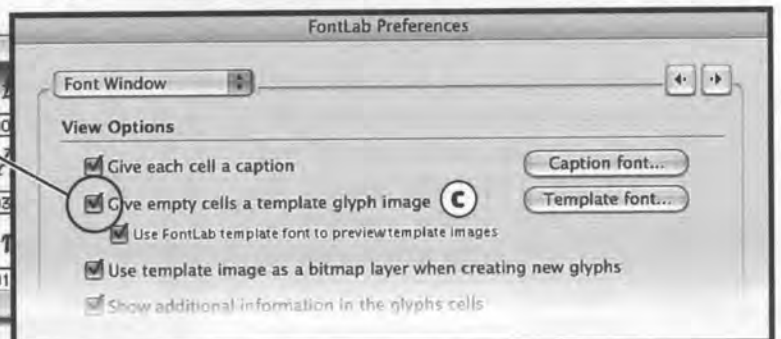 FontLab Preferences
Font Window
View Options
Give each cell a caption
Caption font...
Give empty cells a template glyph image C
Template font...
Use FontLab template font to preview template images
Use template image as a bitmap layer when creating new glyphs
Show additional information in the glyphs cells